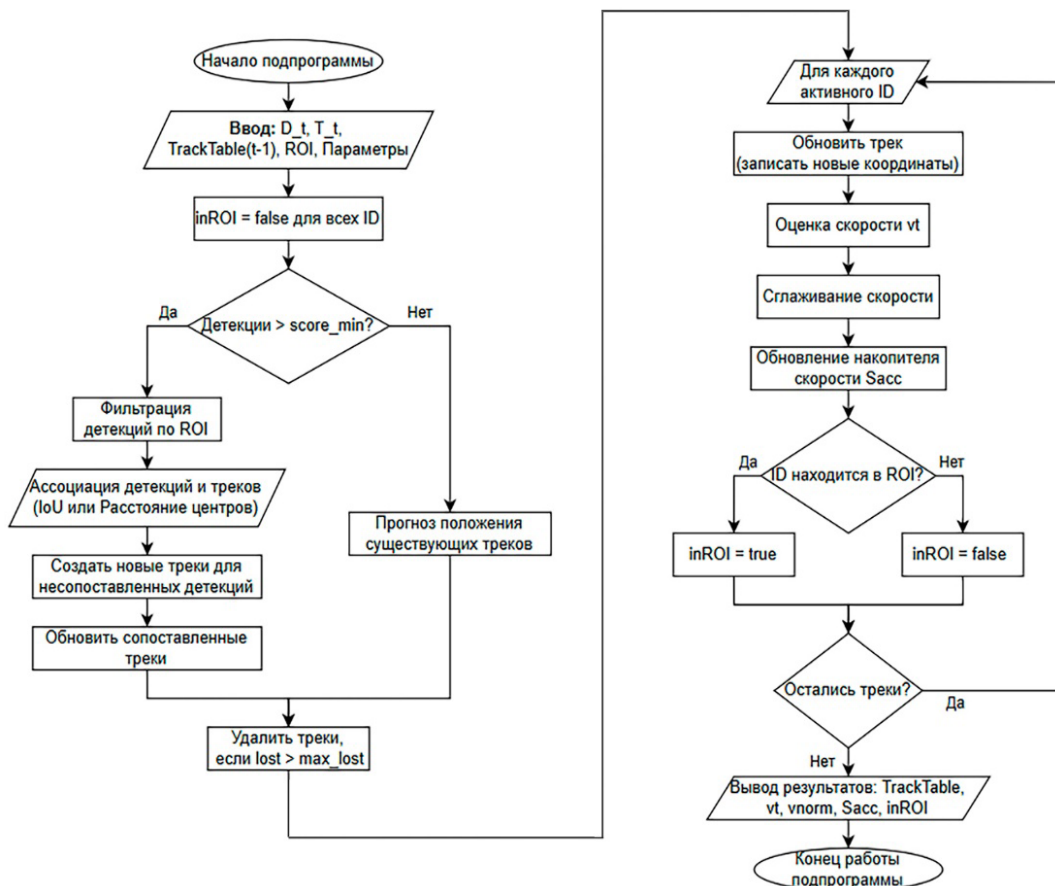 Начало подпрограммы
Ввод: D_t, T_t,
TrackTable(t-1), ROI, Параметры
inROI = false для всех ID
Детекции > score_min?
Да
Нет
Фильтрация
детекций по ROI
Ассоциация детекций и треков
(IoU или Расстояние центров)
Создать новые треки для
несопоставленных детекций
Обновить сопоставленные
треки
Прогноз положения
существующих треков
Удалить треки,
если lost > max_lost
Для каждого
активного ID
Обновить трек
(записать новые координаты)
Оценка скорости vt
Сглаживание скорости
Обновление накопителя
скорости Sacc
ID находится в ROI?
Да
Нет
inROI = true
inROI = false
Остались треки?
Да
Нет
Вывод результатов: TrackTable,
vt, vnorm, Sacc, inROI
Конец работы
подпрограммы